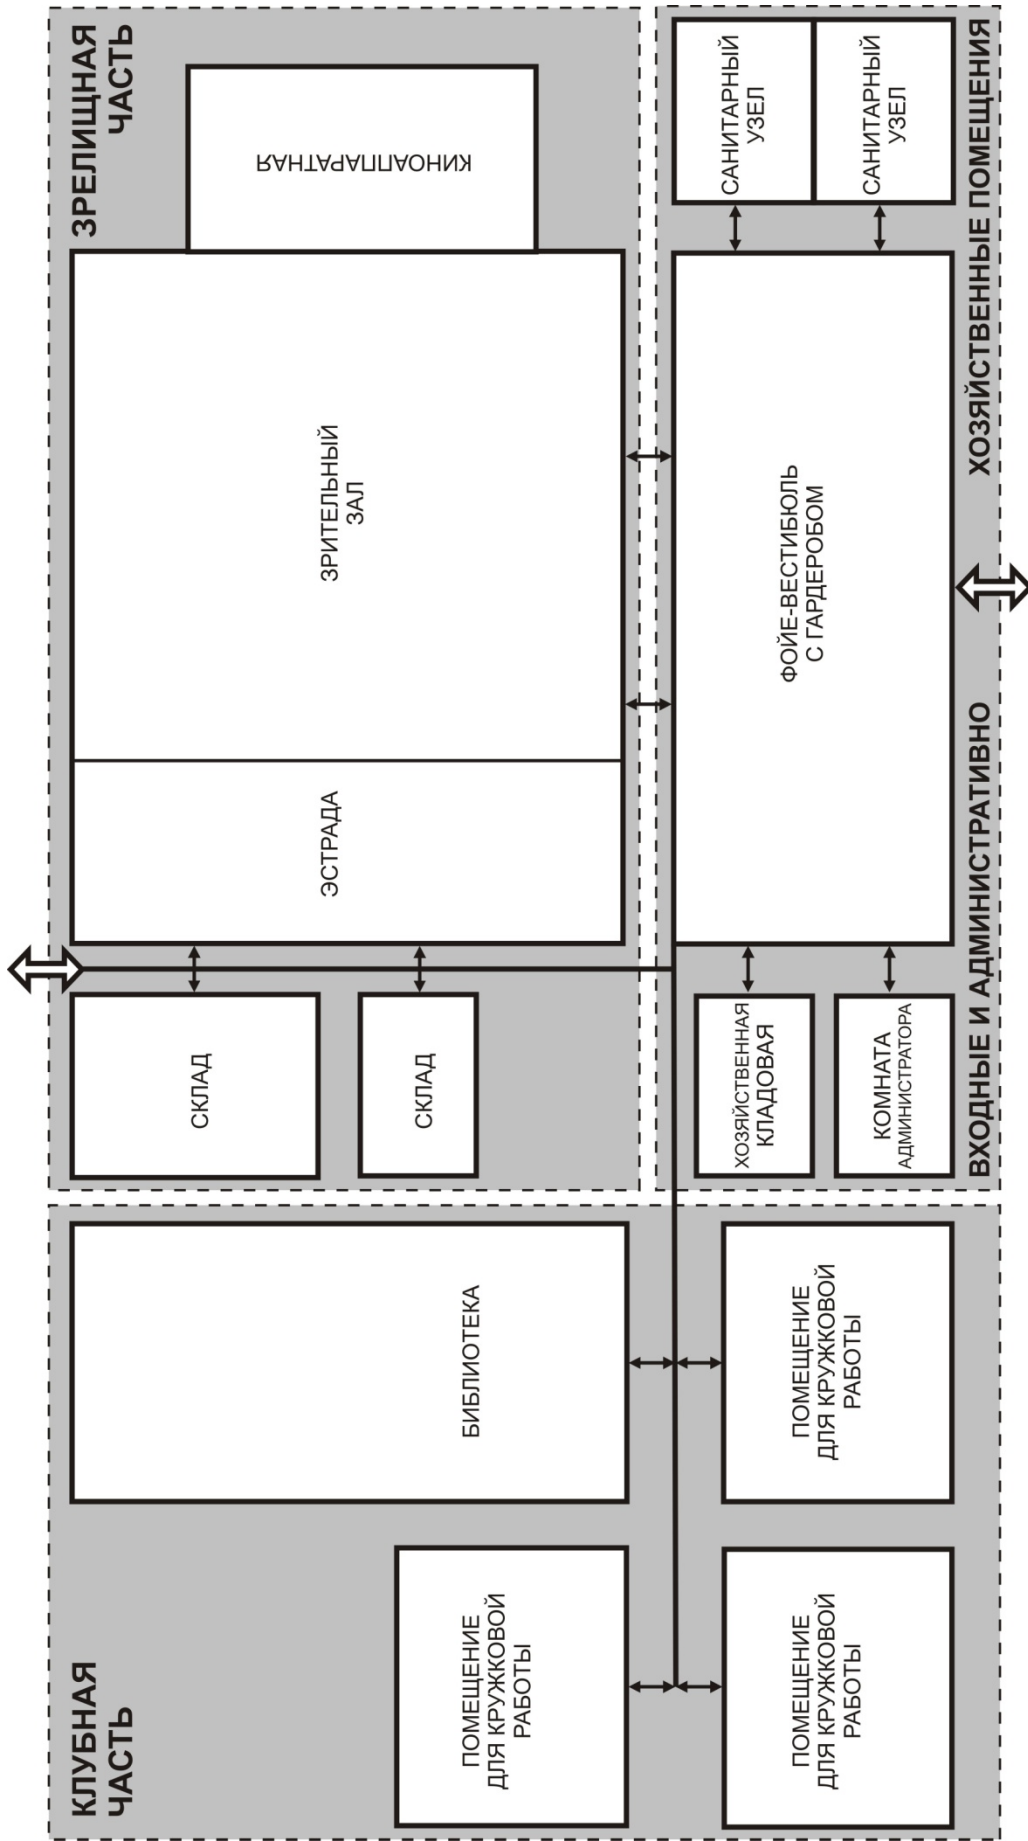 КЛУБНАЯ
ЧАСТЬ
ПОМЕЩЕНИЕ
ДЛЯ КРУЖКОВОЙ
РАБОТЫ
БИБЛИОТЕКА
ПОМЕЩЕНИЕ
ДЛЯ КРУЖКОВОЙ
РАБОТЫ
ПОМЕЩЕНИЕ
ДЛЯ КРУЖКОВОЙ
РАБОТЫ
ЗРЕЛИЩНАЯ
ЧАСТЬ
СКЛАД
СКЛАД
ЭСТРАДА
ЗРИТЕЛЬНЫЙ
ЗАЛ
КИНОАППАРАТНАЯ
ХОЗЯЙСТВЕННАЯ
КЛАДОВАЯ
КОМНАТА
АДМИНИСТРАТОРА
ФОЙЕ-ВЕСТИБЮЛЬ
С ГАРДЕРОБОМ
САНИТАРНЫЙ
УЗЕЛ
САНИТАРНЫЙ
УЗЕЛ
ВХОДНЫЕ И АДМИНИСТРАТИВНО ХОЗЯЙСТВЕННЫЕ ПОМЕЩЕНИЯ